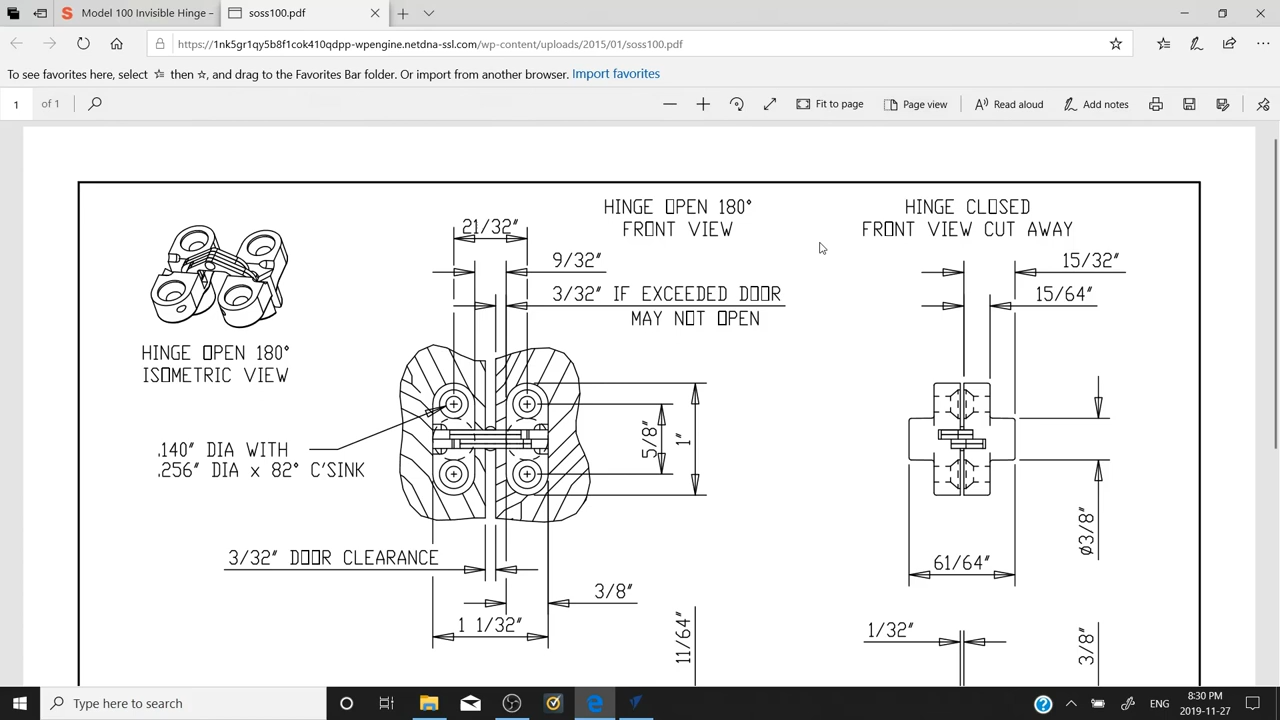 Model 100 Invisible Hinge –
soss100.pdf
https://1nk5gr1qy5b8f1cok410qdpp-wpengine.netdna-ssl.com/wp-content/uploads/2015/01/soss100.pdf
To see favorites here, select then ☆, and drag to the Favorites Bar folder. Or import from another browser. Import favorites
1 of 1
Fit to page
Page view
Read aloud
Add notes
HINGE OPEN 180°
FRONT VIEW
HINGE CLOSED
FRONT VIEW CUT AWAY
21/32"
9/32"
3/32" IF EXCEEDED DOOR
MAY NOT OPEN
15/32"
15/64"
HINGE OPEN 180°
ISOMETRIC VIEW
.140" DIA WITH
.256" DIA x 82° C'SINK
5/8"
1"
ø3/8"
3/32" DOOR CLEARANCE
61/64"
3/8"
1 1/32"
11/64"
1/32"
3/8"
Type here to search
ENG
8:30 PM
2019-11-27